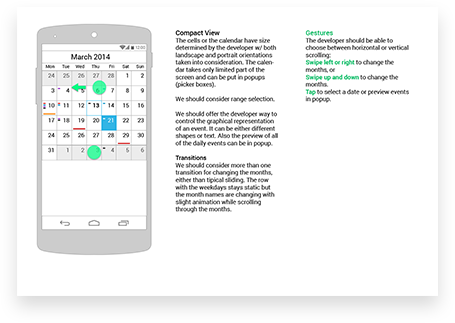 12:00
March 2014
Mon Tue Wed Thu Fri Sat Sun
24 25 26 27 28 1 2
3 4 5 6 7 8 9
10 11 12 13 14 15 16
17 18 19 20 21 22 23
24 25 26 27 28 29 30
31 1 2 3 4 5 6
Compact View
The cells or the calendar have size
determined by the developer w/ both
landscape and portrait orientations
taken into consideration. The calen-
dar takes only limited part of the
screen and can be put in popups
(picker boxes).
We should consider range selection.
We should offer the developer way to
control the graphical representation
of an event. It can be either different
shapes or text. Also the preview of all
of the daily events can be in popup.
Transitions
We should consider more than one
transition for changing the months,
either than tipical sliding. The row
with the weekdays stays static but
the month names are changing with
slight animation while scrolling
through the months.
Gestures
The developer should be able to
choose between horizontal or vertical
scrolling:
Swipe left or right to change the
months, or
Swipe up and down to change the
months.
Tap to select a date or preview events
in popup.